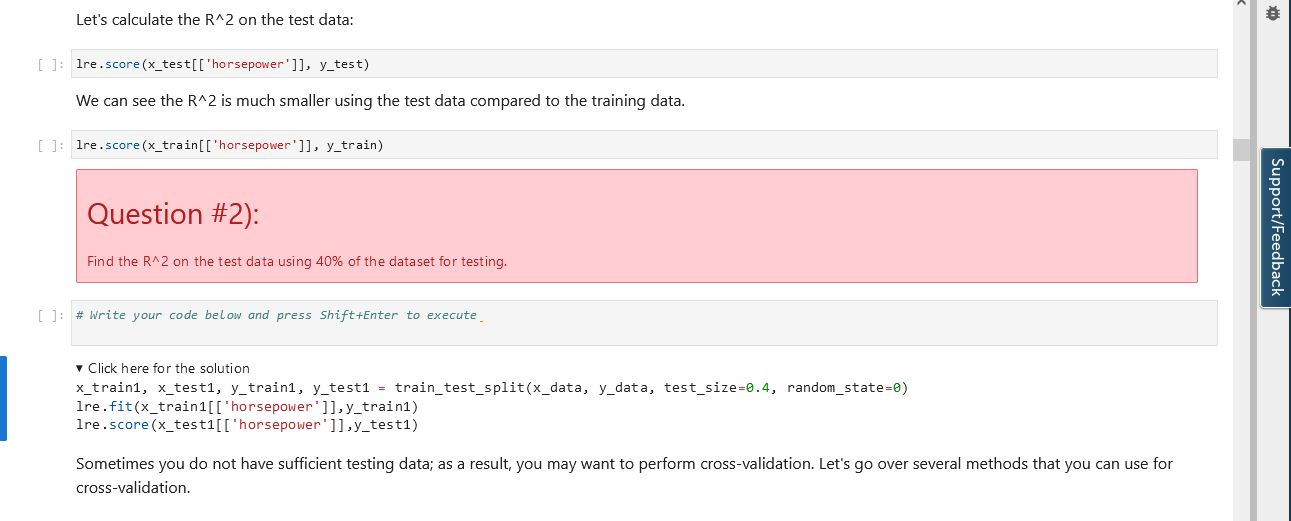 Let's calculate the R^2 on the test data:
[ ]: lre.score(x_test[['horsepower']], y_test)
We can see the R^2 is much smaller using the test data compared to the training data.
[ ]: lre.score(x_train[['horsepower']], y_train)
Question #2):
Find the R^2 on the test data using 40% of the dataset for testing.
[ ]: # Write your code below and press Shift+Enter to execute
▾ Click here for the solution
x_train1, x_test1, y_train1, y_test1 = train_test_split(x_data, y_data, test_size=0.4, random_state=0)
lre.fit(x_train1[['horsepower']],y_train1)
lre.score(x_test1[['horsepower']],y_test1)
Sometimes you do not have sufficient testing data; as a result, you may want to perform cross-validation. Let's go over several methods that you can use for
cross-validation.
Support/Feedback